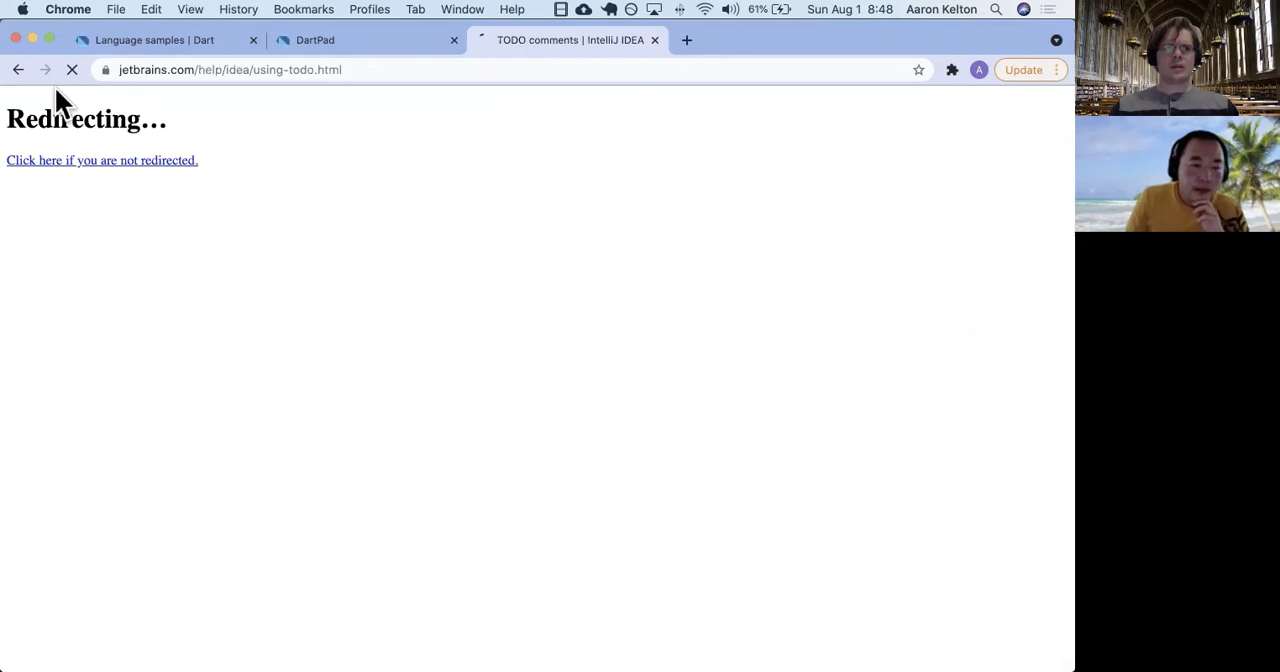 Chrome File Edit View History Bookmarks Profiles Tab Window Help 61% Sun Aug 1 8:48 Aaron Kelton
Language samples | Dart DartPad TODO comments | IntelliJ IDEA
jetbrains.com/help/idea/using-todo.html A Update
Redirecting…
Click here if you are not redirected.